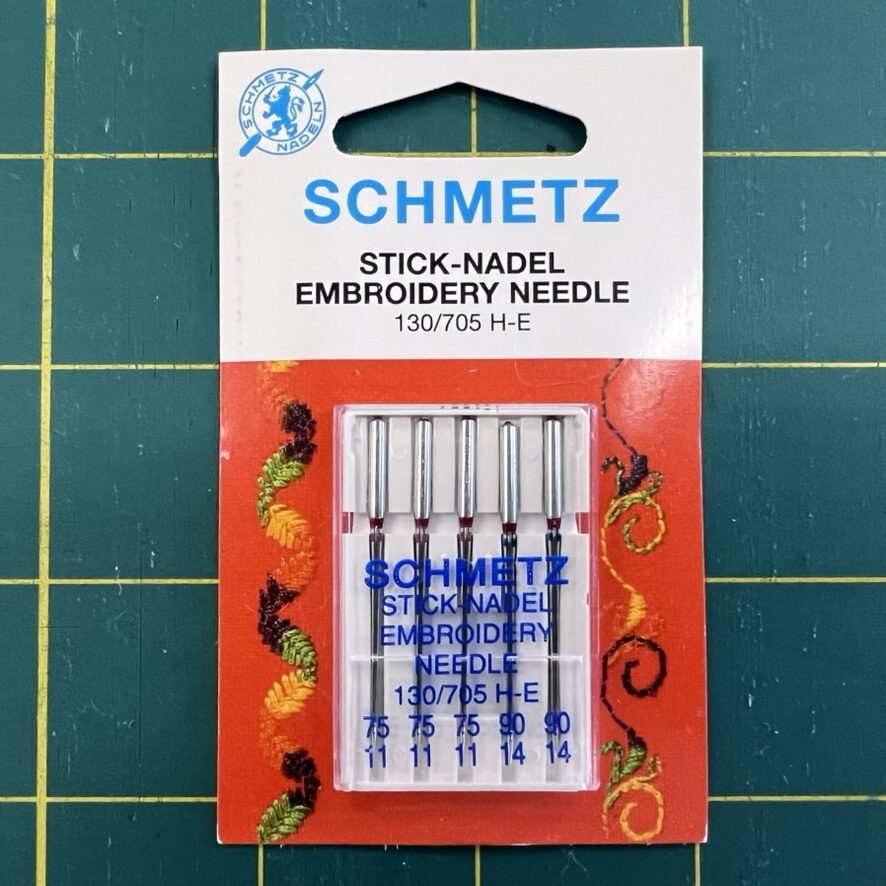 SCHMETZ
NADELN
SCHMETZ
STICK-NADEL
EMBROIDERY NEEDLE
130/705 H-E
SCHMETZ
STICK-NADEL
EMBROIDERY
NEEDLE
130/705 H-E
75 75 75 90 90
11 11 11 14 14